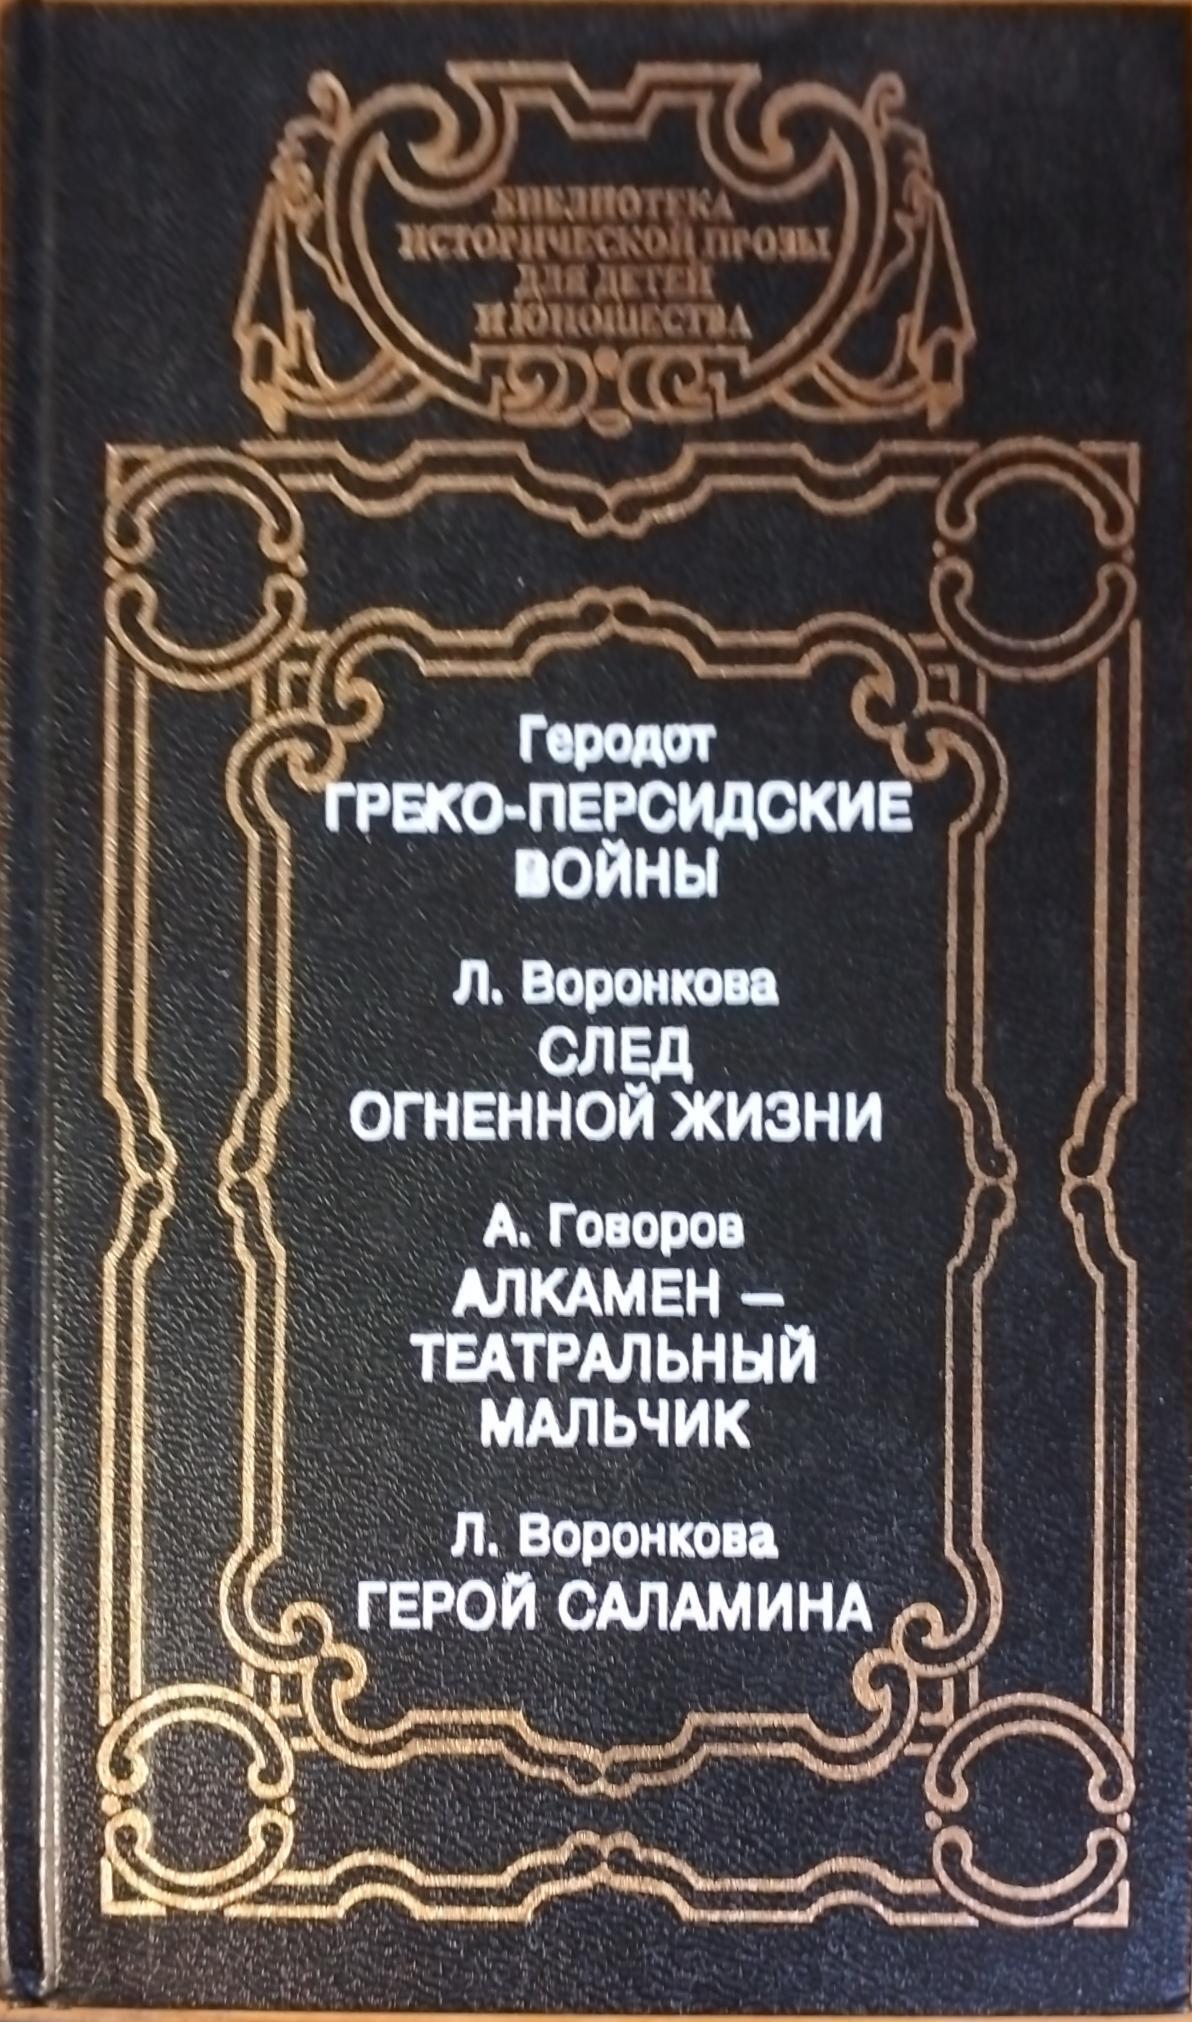 БИБЛИОТЕКА
ИСТОРИЧЕСКОЙ ПРОЗЫ
ДЛЯ ДЕТЕЙ
И ЮНОШЕСТВА
Геродот
ГРЕКО-ПЕРСИДСКИЕ
ВОЙНЫ
Л. Воронкова
СЛЕД
ОГНЕННОЙ ЖИЗНИ
А. Говоров
АЛКАМЕН –
ТЕАТРАЛЬНЫЙ
МАЛЬЧИК
Л. Воронкова
ГЕРОЙ САЛАМИНА